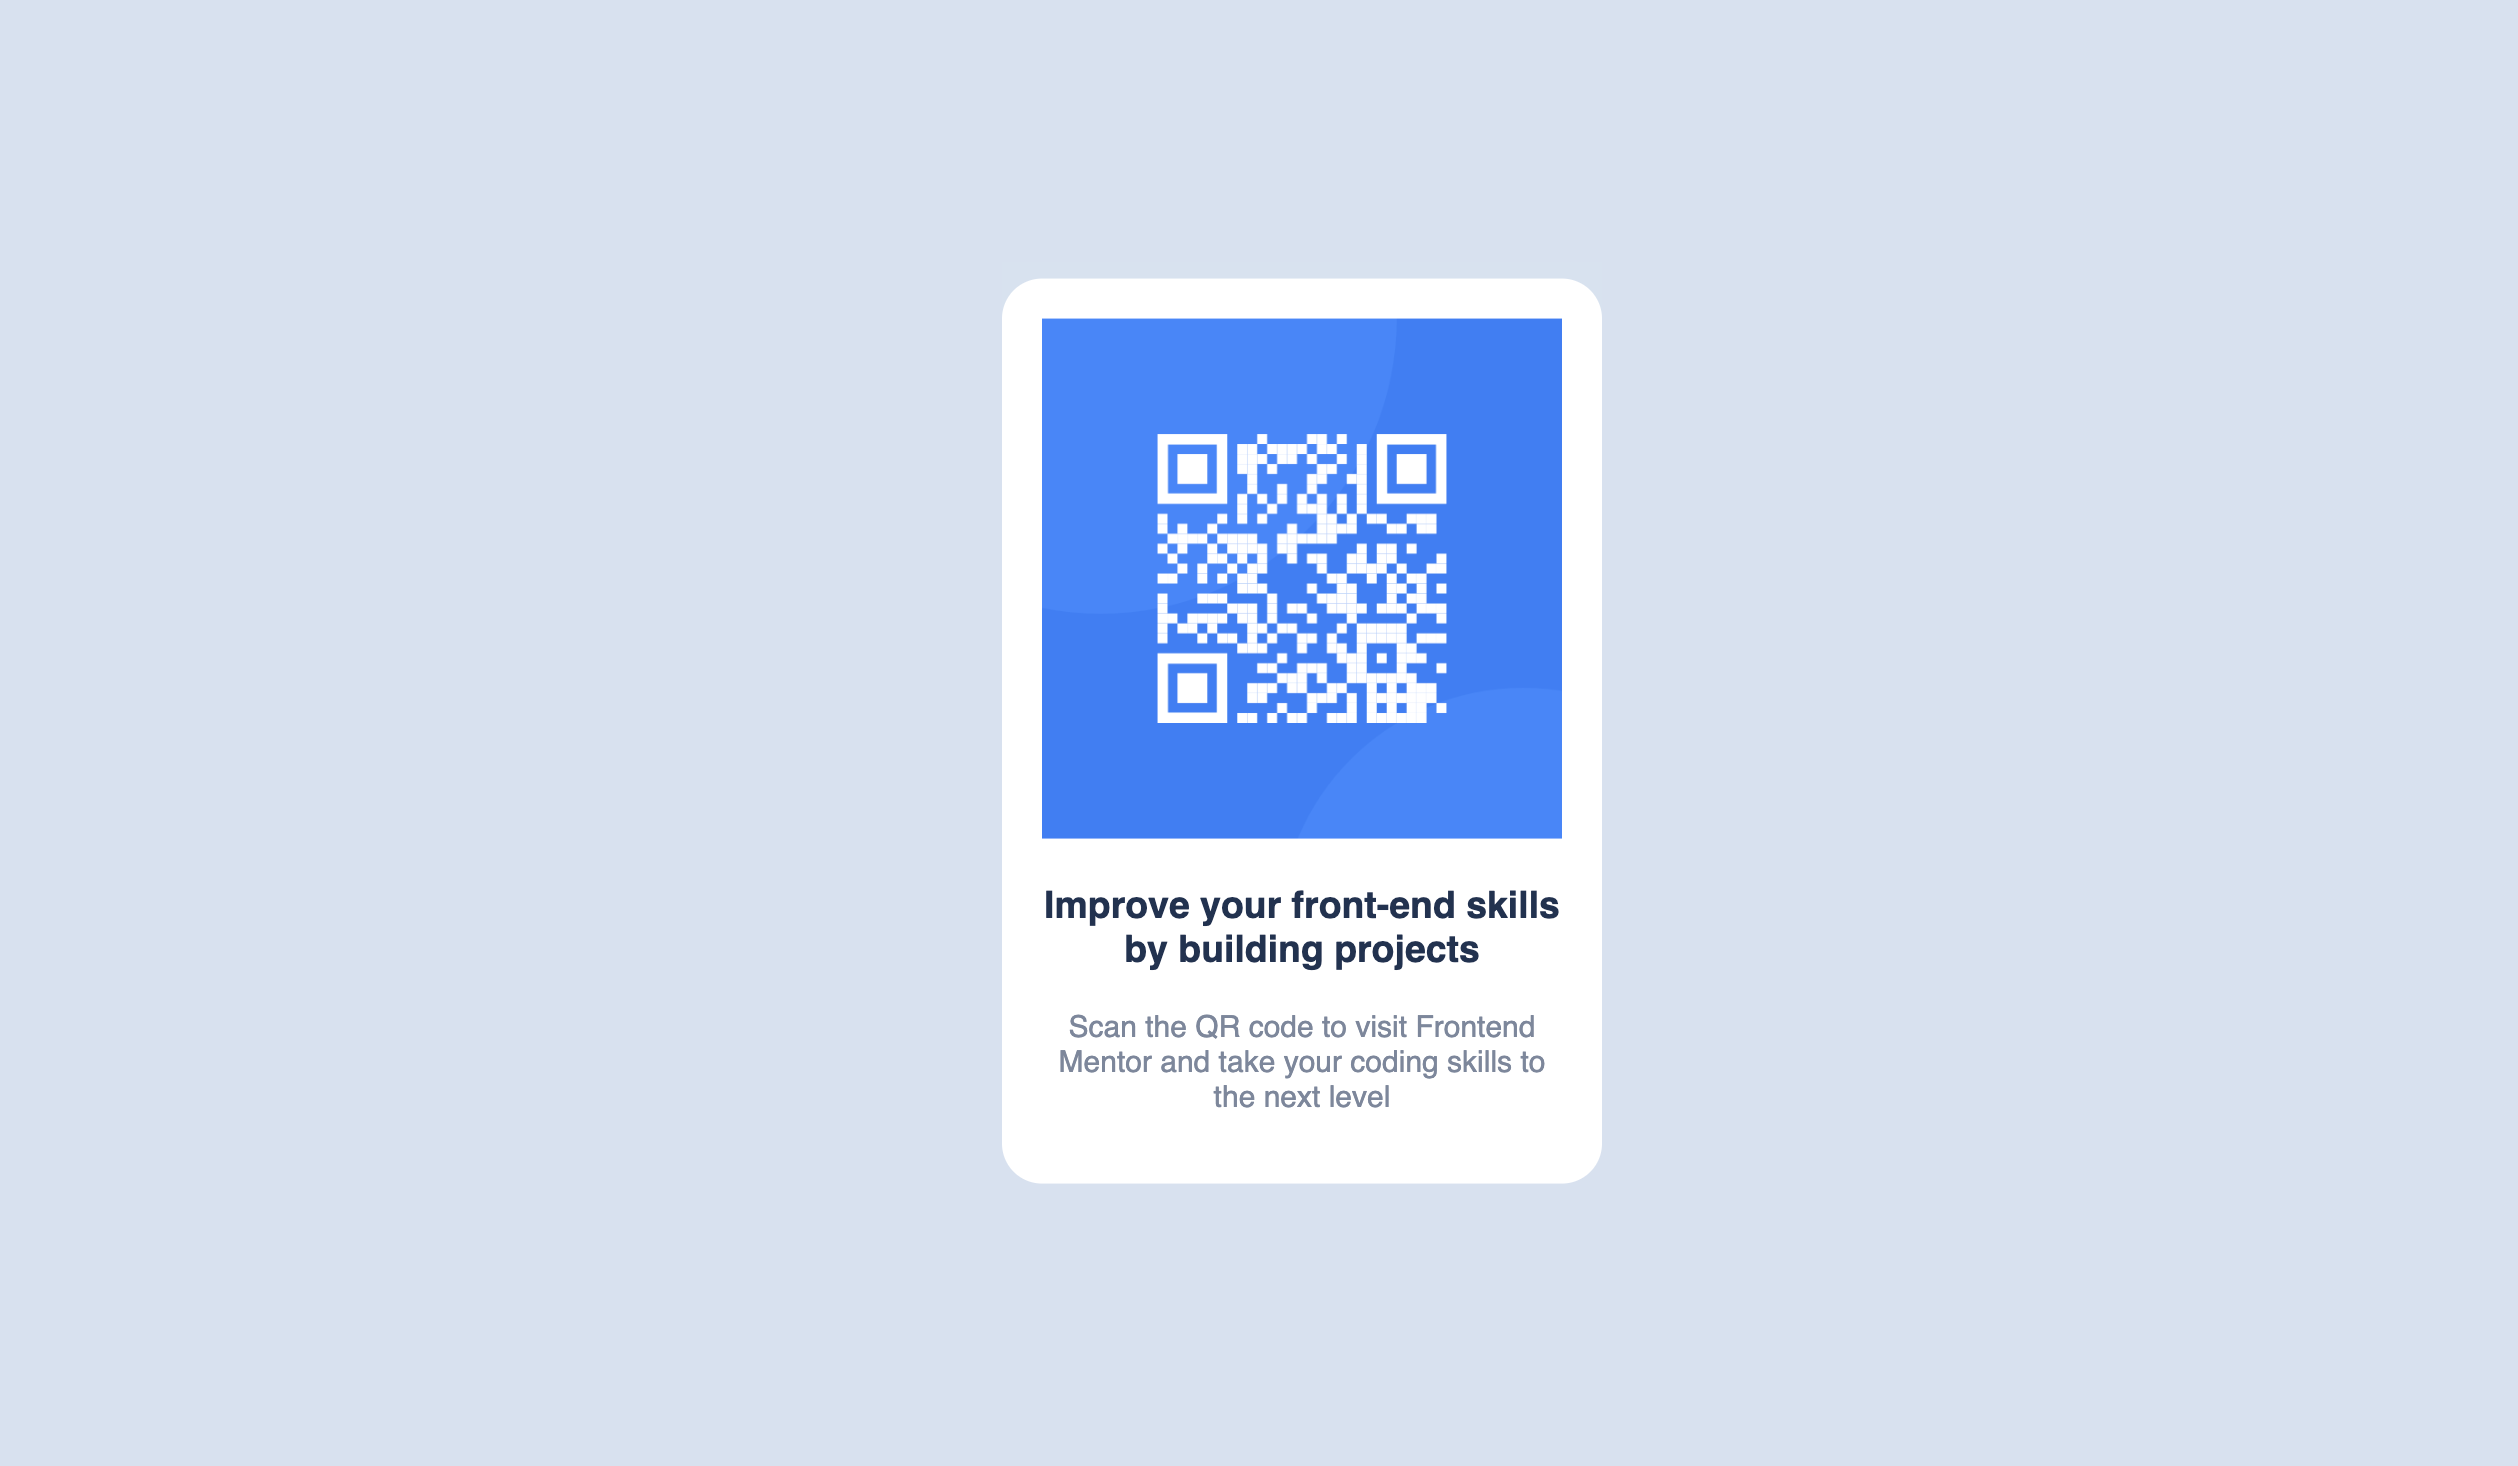 Improve your front-end skills
by building projects
Scan the QR code to visit Frontend
Mentor and take your coding skills to
the next level